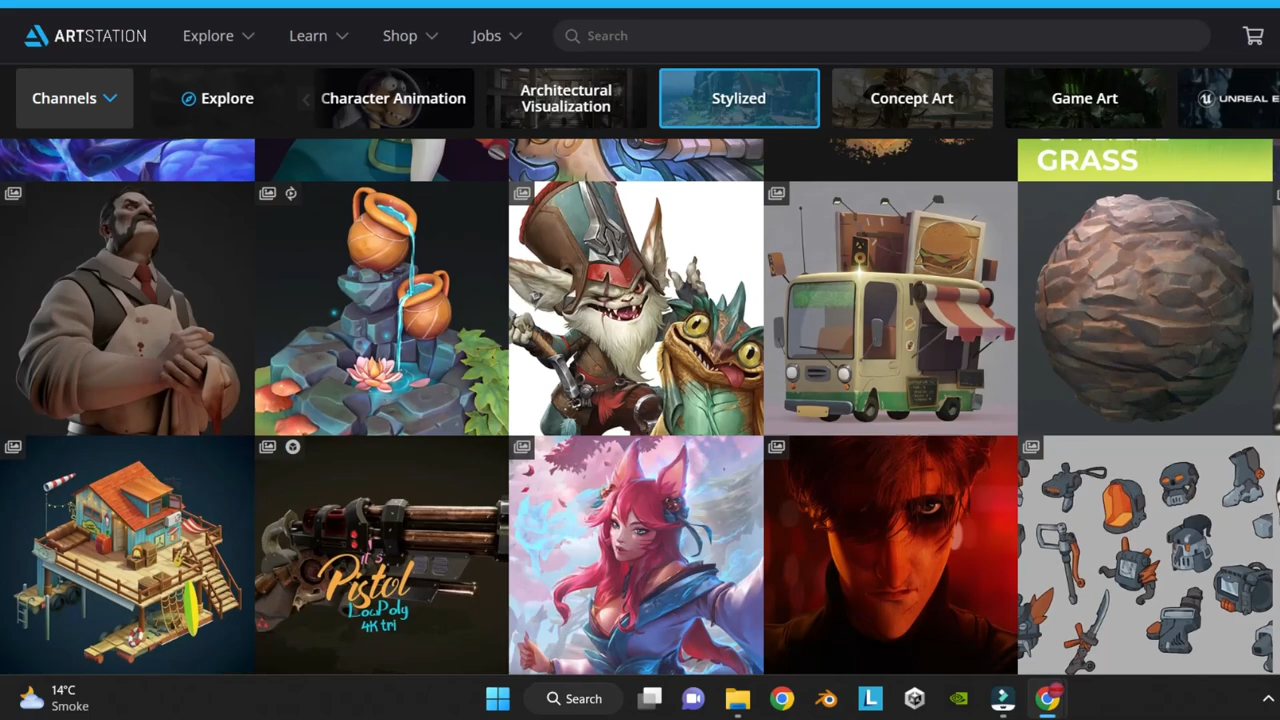 ARTSTATION
Explore
Learn
Shop
Jobs
Search
Channels
Explore
Character Animation
Architectural
Visualization
Stylized
Concept Art
Game Art
UNREAL E
GRASS
it's
Pistol
LowPoly
4K tri
14°C
Smoke
Search
L